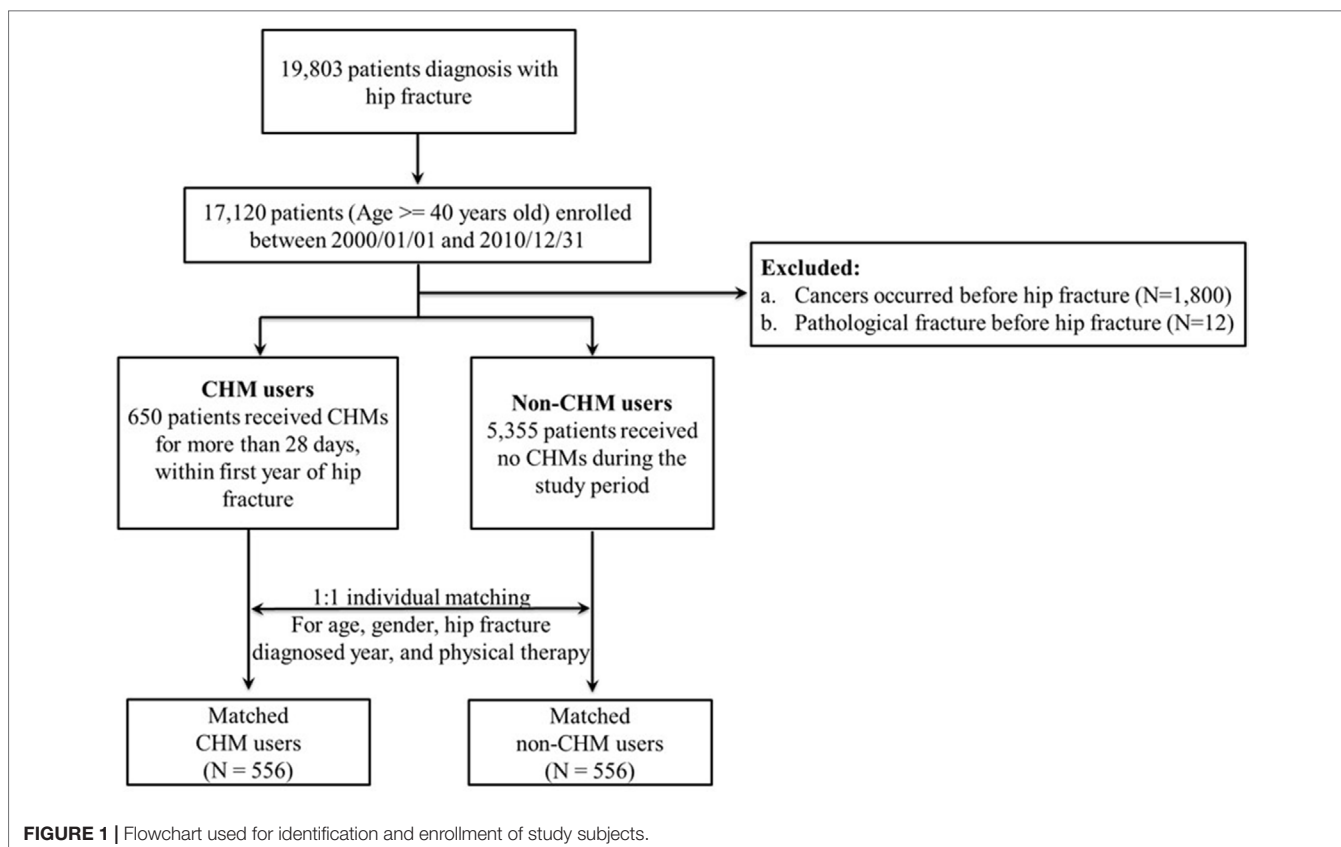 19,803 patients diagnosis with
hip fracture
17,120 patients (Age >= 40 years old) enrolled
between 2000/01/01 and 2010/12/31
Excluded:
a. Cancers occurred before hip fracture (N=1,800)
b. Pathological fracture before hip fracture (N=12)
CHM users
650 patients received CHMs
for more than 28 days,
within first year of hip
fracture
Non-CHM users
5,355 patients received
no CHMs during the
study period
1:1 individual matching
For age, gender, hip fracture
diagnosed year, and physical therapy
Matched
CHM users
(N = 556)
Matched
non-CHM users
(N = 556)
FIGURE 1 | Flowchart used for identification and enrollment of study subjects.